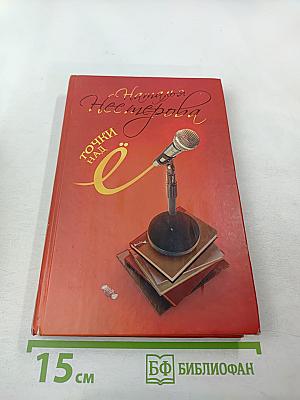 Наталья
Нестерова
ТОЧКИ
НАД
Ё
15 см
БФ БИБЛИОФАН